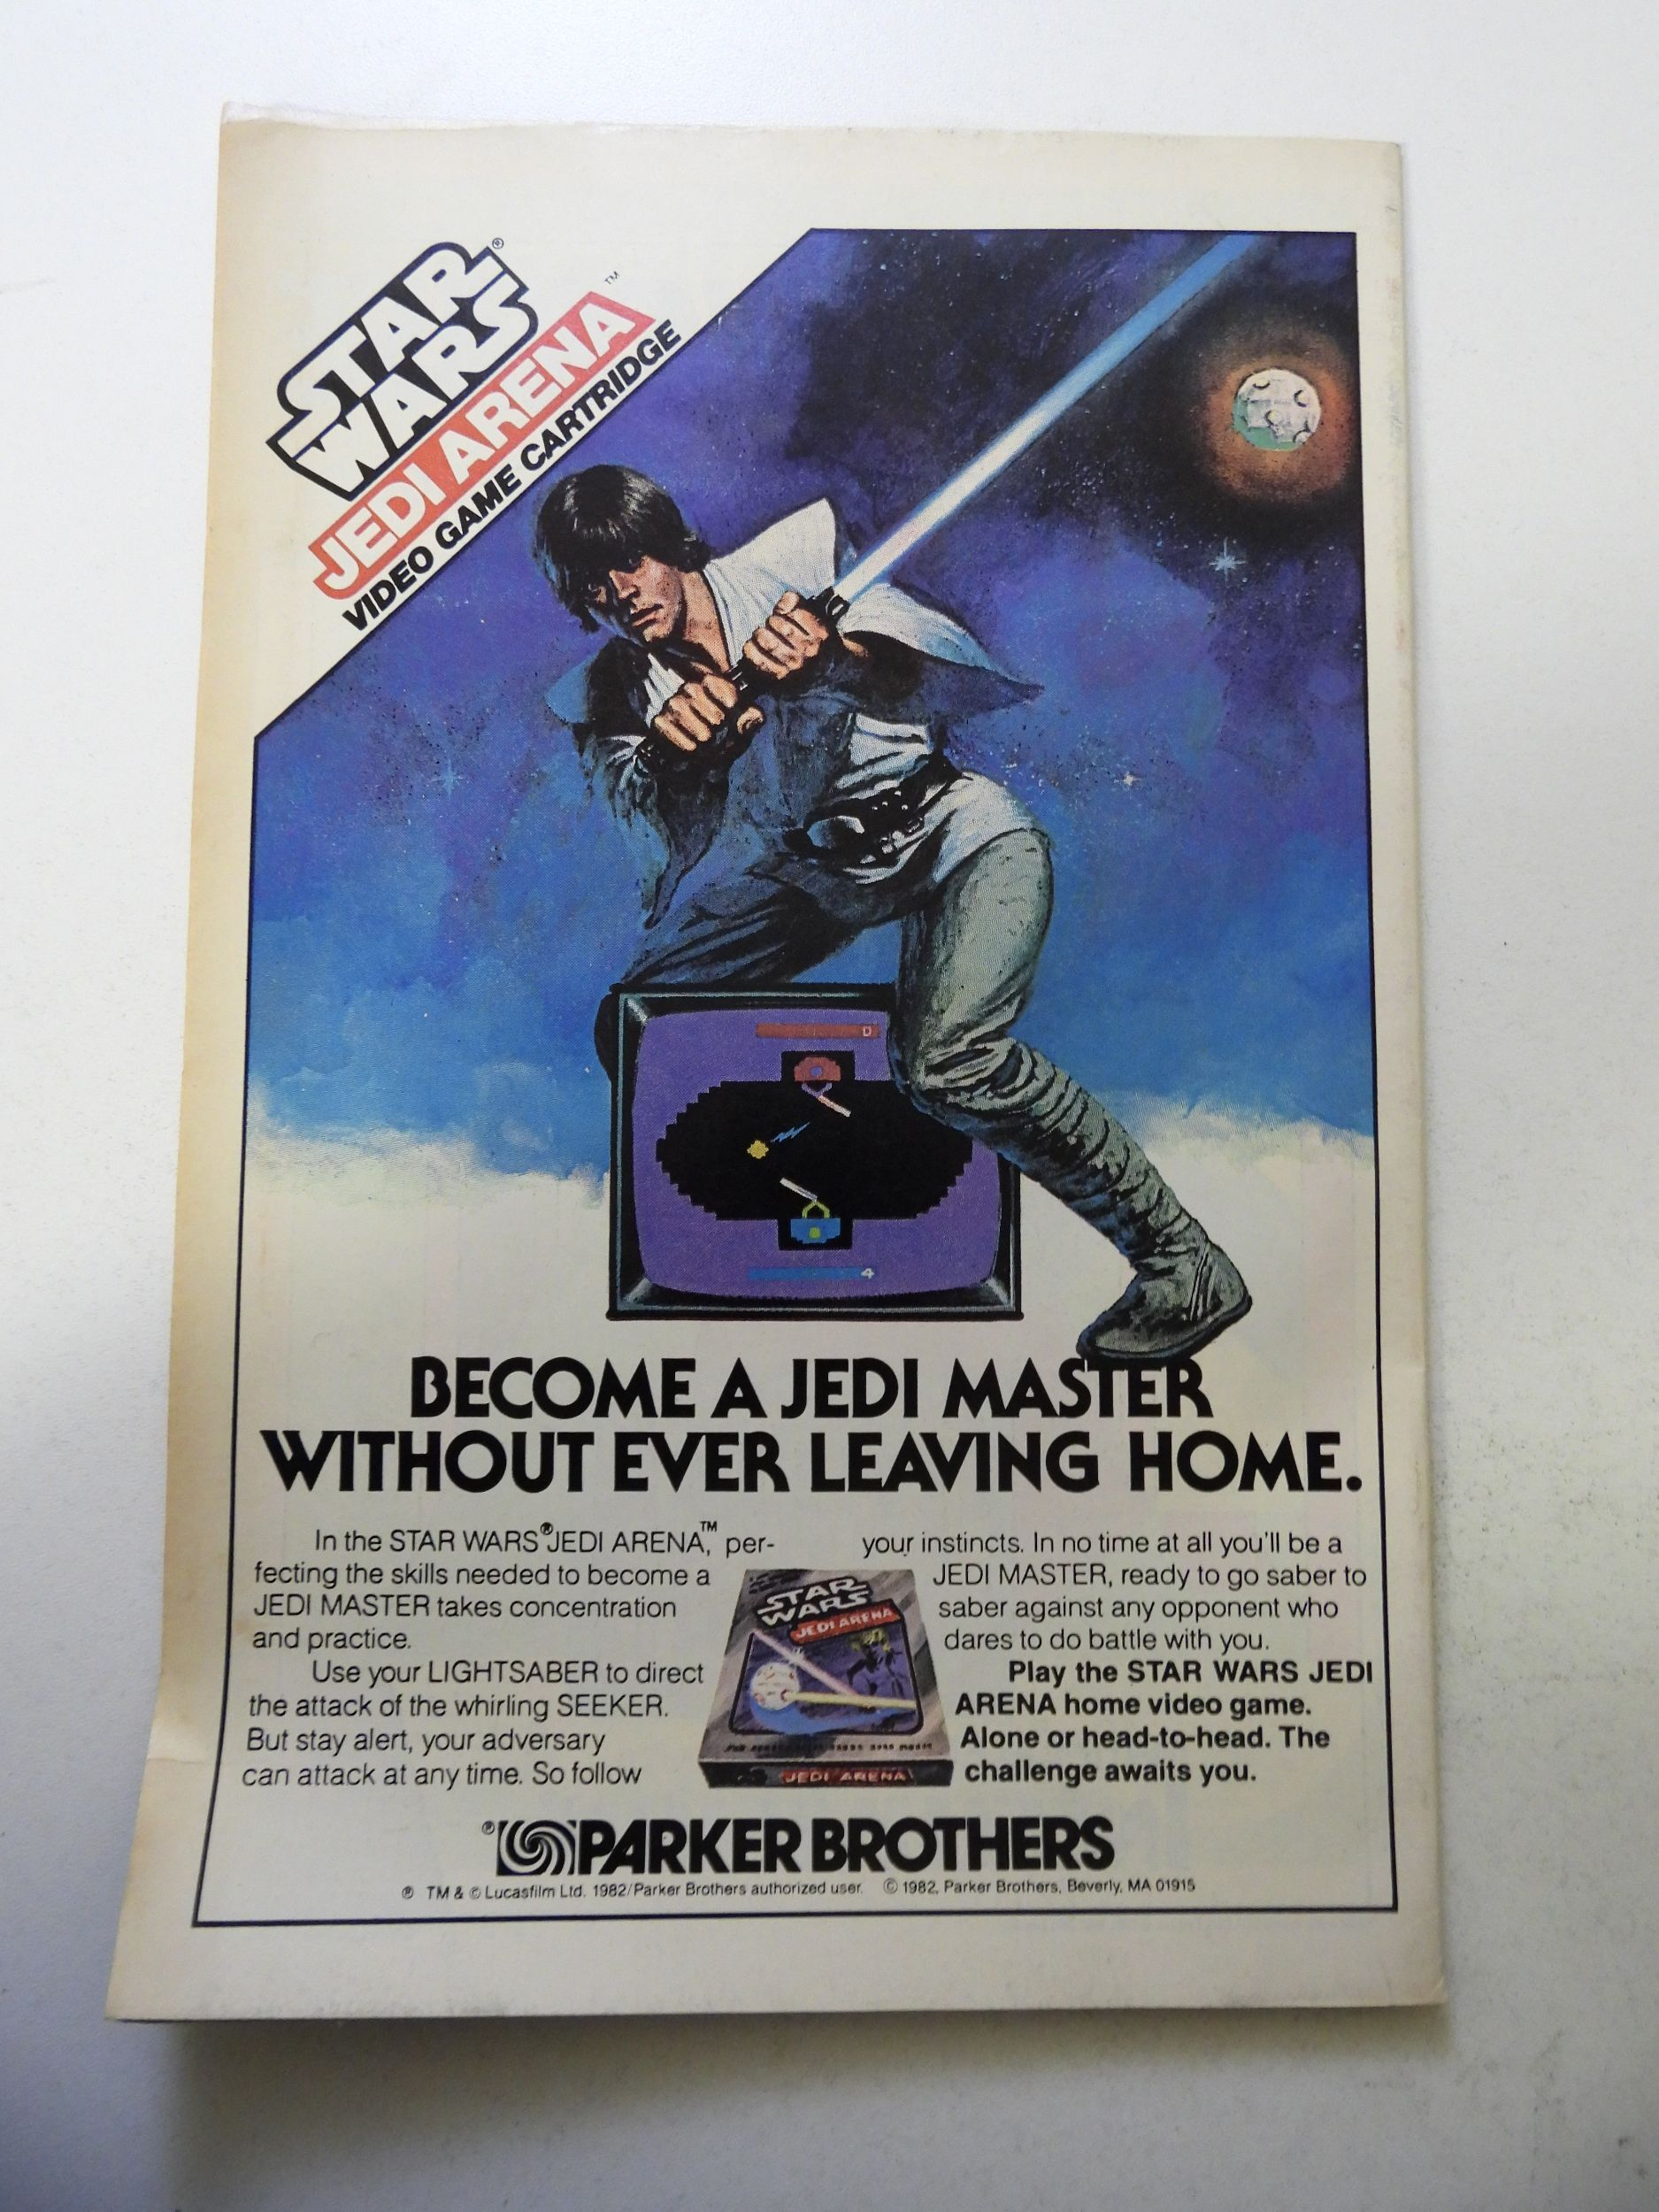 STAR
WARS®
JEDI ARENA™
VIDEO GAME CARTRIDGE
0
4
BECOME A JEDI MASTER
WITHOUT EVER LEAVING HOME.
In the STAR WARS® JEDI ARENA,™ per-
fecting the skills needed to become a
JEDI MASTER takes concentration
and practice.
Use your LIGHTSABER to direct
the attack of the whirling SEEKER.
But stay alert, your adversary
can attack at any time. So follow
your instincts. In no time at all you'll be a
JEDI MASTER, ready to go saber to
saber against any opponent who
dares to do battle with you.
Play the STAR WARS JEDI
ARENA home video game.
Alone or head-to-head. The
challenge awaits you.
STAR
WARS
JEDI ARENA
JEDI ARENA
® PARKER BROTHERS
® TM & © Lucasfilm Ltd. 1982/Parker Brothers authorized user. © 1982, Parker Brothers, Beverly, MA 01915